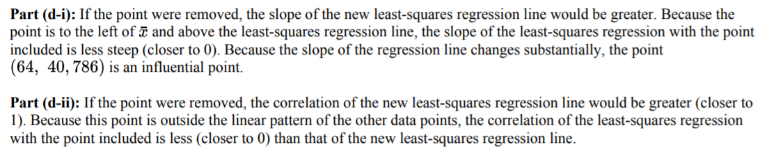 Part (d-i): If the point were removed, the slope of the new least-squares regression line would be greater. Because the
point is to the left of x̅ and above the least-squares regression line, the slope of the least-squares regression with the point
included is less steep (closer to 0). Because the slope of the regression line changes substantially, the point
(64, 40,786) is an influential point.
Part (d-ii): If the point were removed, the correlation of the new least-squares regression line would be greater (closer to
1). Because this point is outside the linear pattern of the other data points, the correlation of the least-squares regression
with the point included is less (closer to 0) than that of the new least-squares regression line.